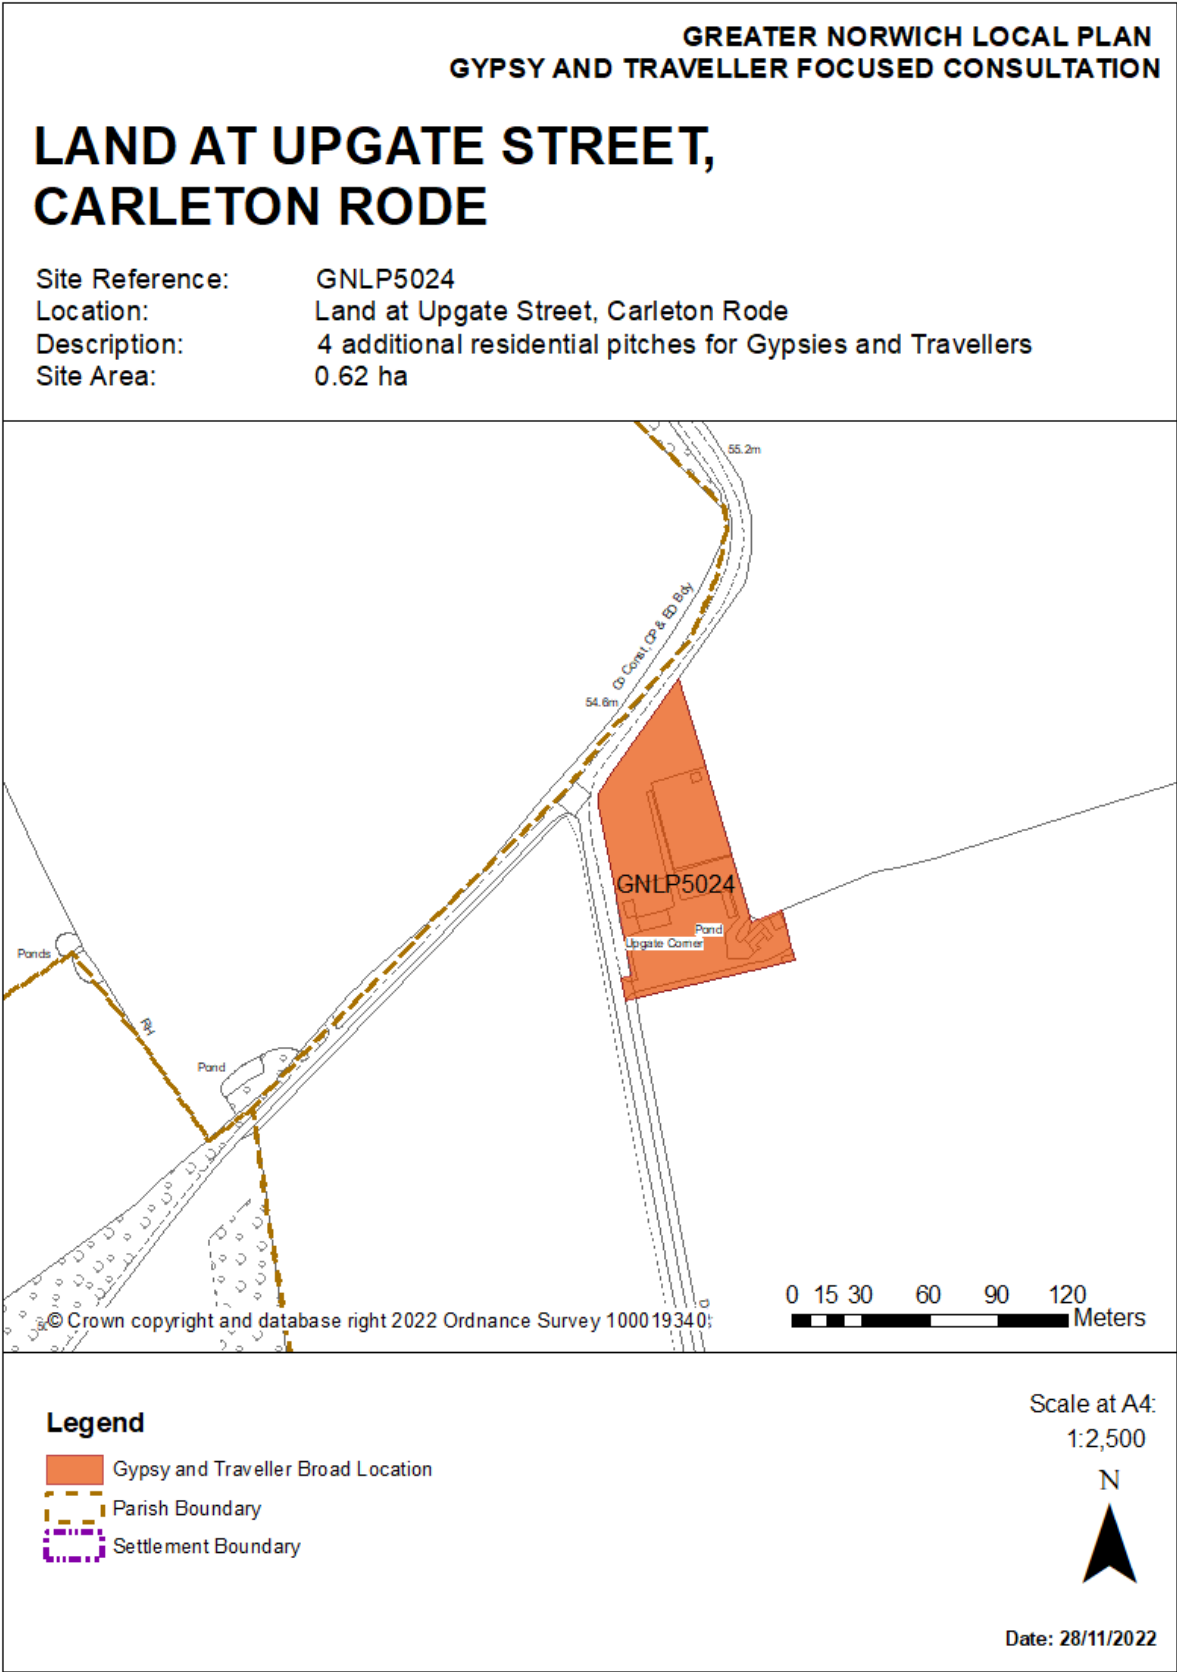 GREATER NORWICH LOCAL PLAN
GYPSY AND TRAVELLER FOCUSED CONSULTATION
LAND AT UPGATE STREET,
CARLETON RODE
Site Reference: GNLP5024
Location: Land at Upgate Street, Carleton Rode
Description: 4 additional residential pitches for Gypsies and Travellers
Site Area: 0.62 ha
55.2m
Co Const, CP & ED Bdy
54.6m
GNLP5024
Pond
Upgate Corner
Ponds
RH
Pond
0 15 30 60 90 120
Meters
© Crown copyright and database right 2022 Ordnance Survey 100019340
Legend
Gypsy and Traveller Broad Location
Parish Boundary
Settlement Boundary
Scale at A4:
1:2,500
N
Date: 28/11/2022